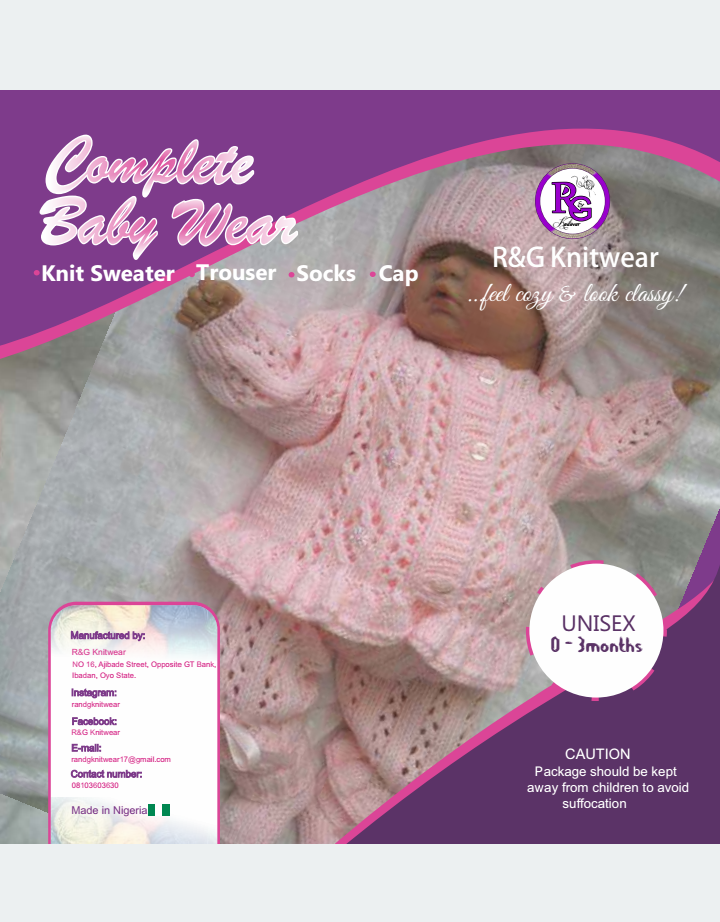 Complete
Baby Wear
•Knit Sweater •Trouser •Socks •Cap
R&G
Knitwear
R&G Knitwear
...feel cozy & look classy!
Manufactured by:
R&G Knitwear
NO 16, Ajibade Street, Opposite GT Bank,
Ibadan, Oyo State.
Instagram:
randgknitwear
Facebook:
R&G Knitwear
E-mail:
randgknitwear17@gmail.com
Contact number:
08103603630
Made in Nigeria
UNISEX
0 - 3months
CAUTION
Package should be kept
away from children to avoid
suffocation